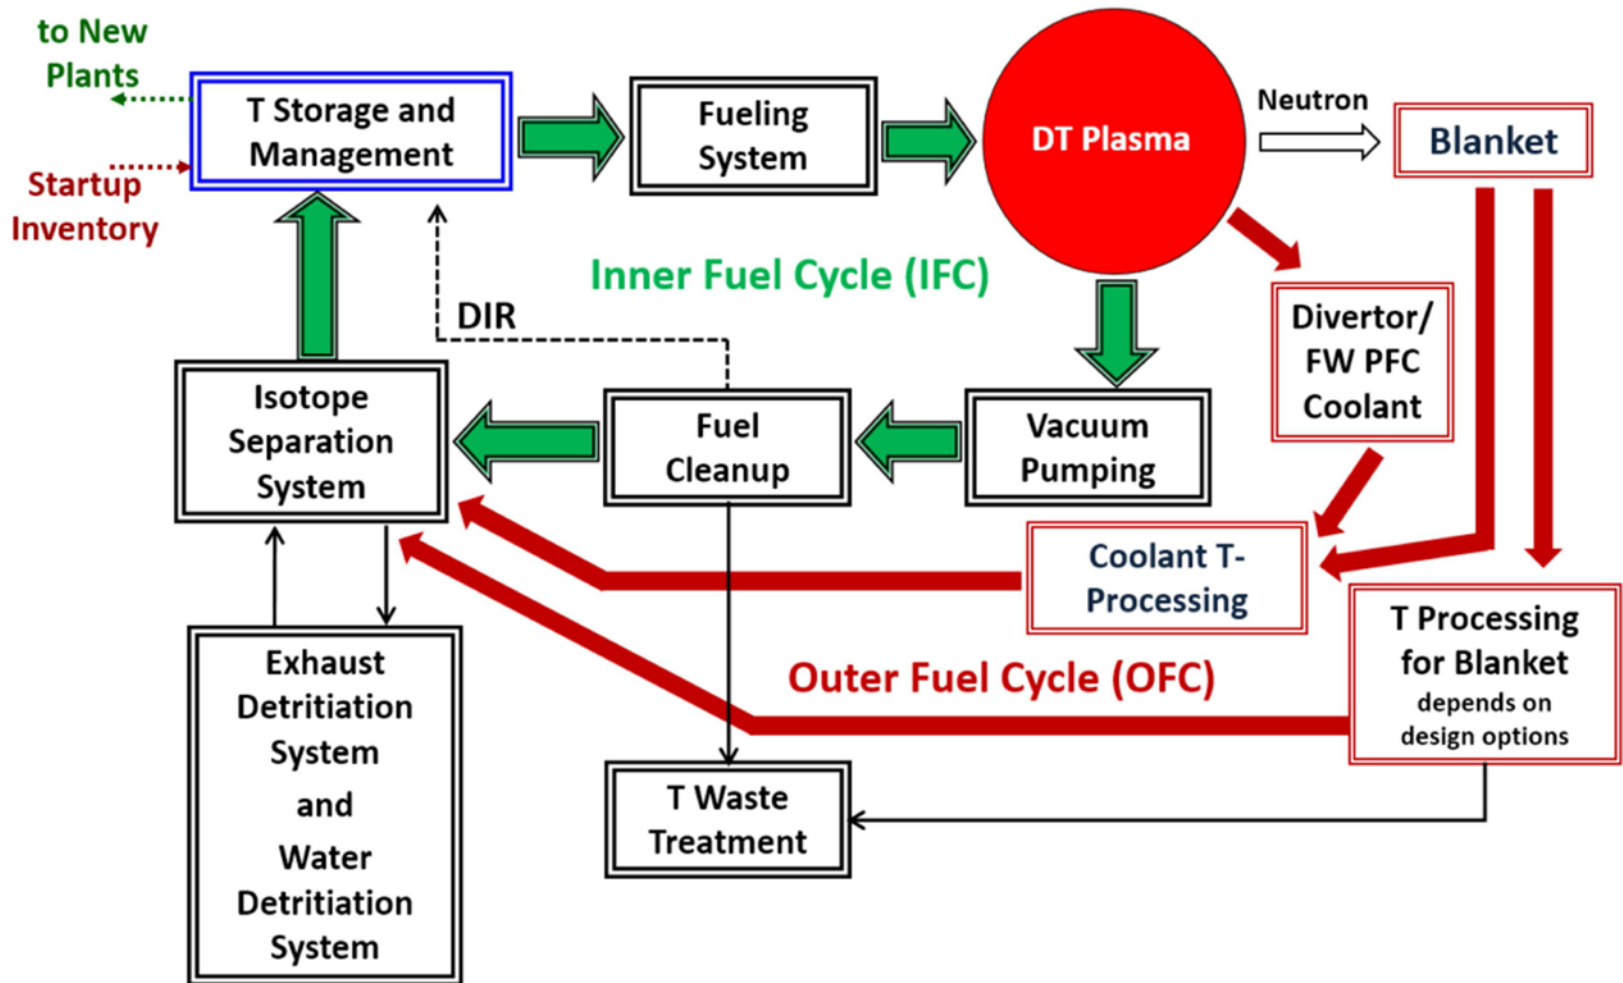 to New
Plants
T Storage and
Management
Startup
Inventory
Fueling
System
DT Plasma
Neutron
Blanket
Inner Fuel Cycle (IFC)
DIR
Divertor/
FW PFC
Coolant
Isotope
Separation
System
Fuel
Cleanup
Vacuum
Pumping
Coolant T-
Processing
T Processing
for Blanket
depends on
design options
Outer Fuel Cycle (OFC)
Exhaust
Detritiation
System
and
Water
Detritiation
System
T Waste
Treatment